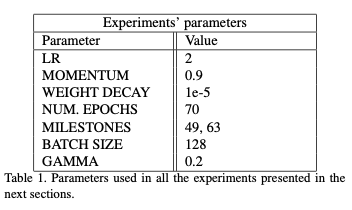 Experiments' parameters
Parameter Value
LR 2
MOMENTUM 0.9
WEIGHT DECAY 1e-5
NUM. EPOCHS 70
MILESTONES 49, 63
BATCH SIZE 128
GAMMA 0.2
Table 1. Parameters used in all the experiments presented in the
next sections.